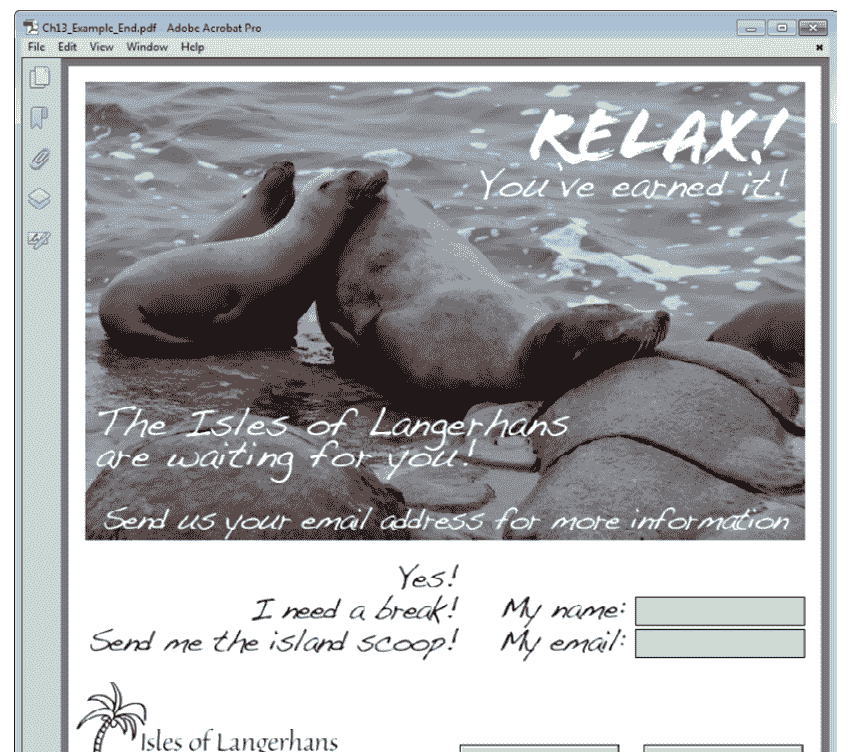 Ch13_Example_End.pdf  Adobe Acrobat Pro
File Edit View Window Help
RELAX!
You've earned it!
The Isles of Langerhans
are waiting for you!
Send us your email address for more information
Yes!
I need a break! My name:
Send me the island scoop! My email:
Isles of Langerhans